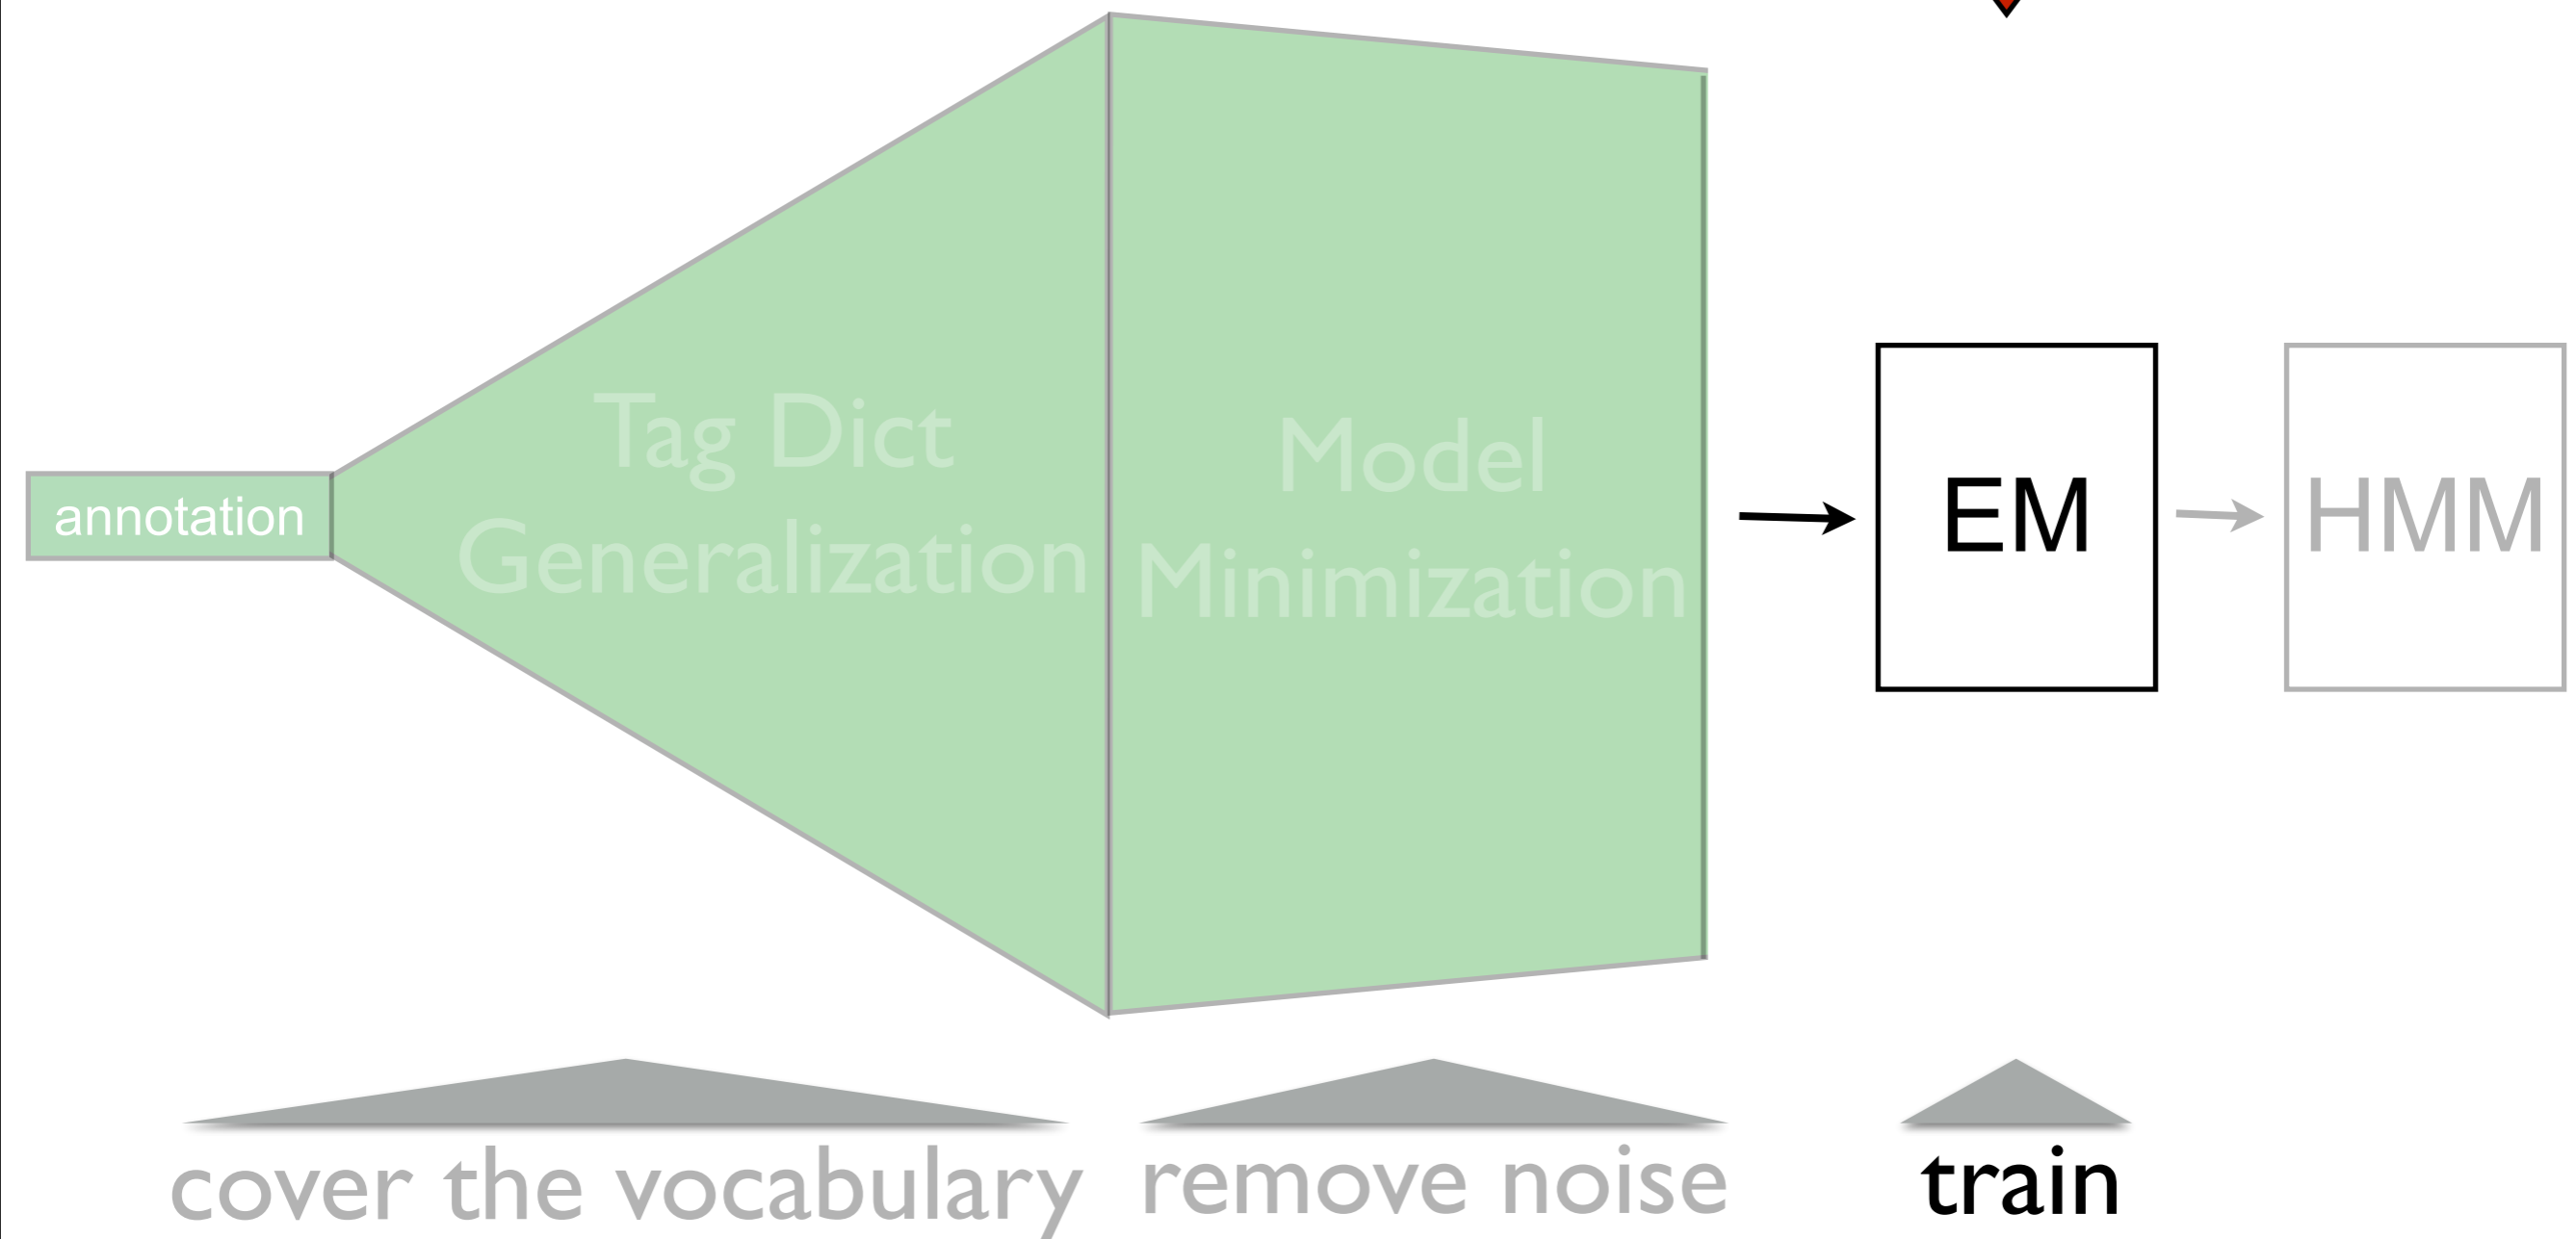 annotation
Tag Dict
Generalization
Model
Minimization
EM
HMM
cover the vocabulary
remove noise
train